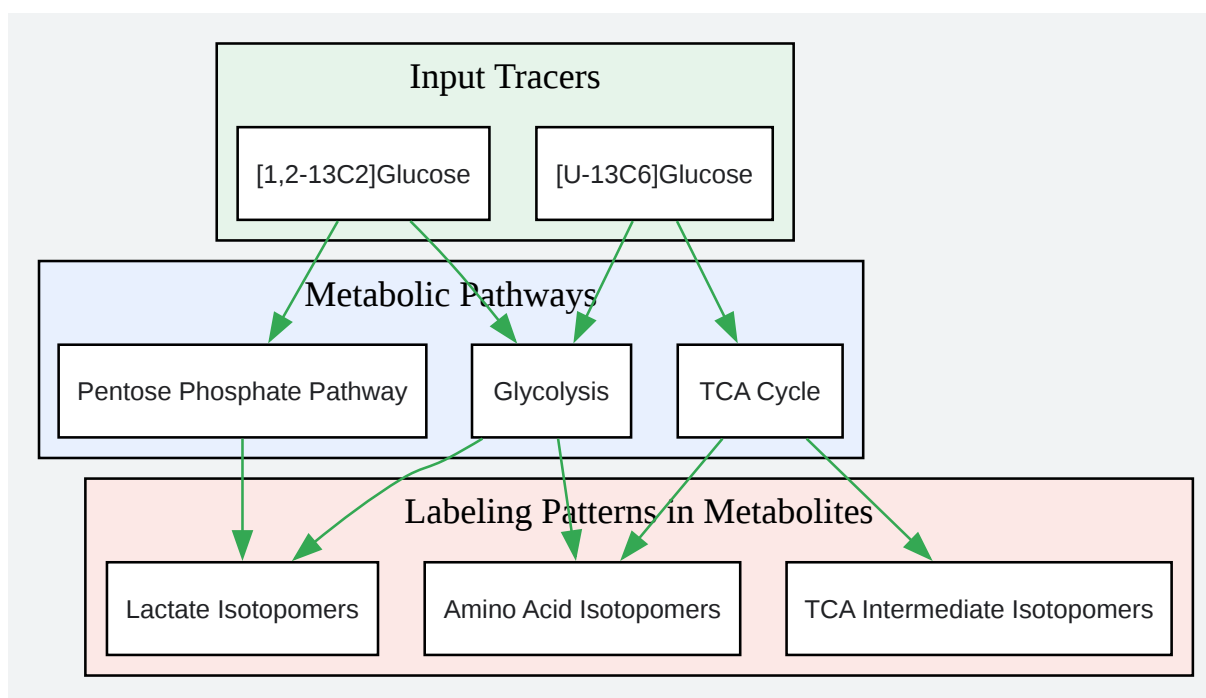 Input Tracers
[1,2-13C2]Glucose
[U-13C6]Glucose
Metabolic Pathways
Pentose Phosphate Pathway
Glycolysis
TCA Cycle
Labeling Patterns in Metabolites
Lactate Isotopomers
Amino Acid Isotopomers
TCA Intermediate Isotopomers